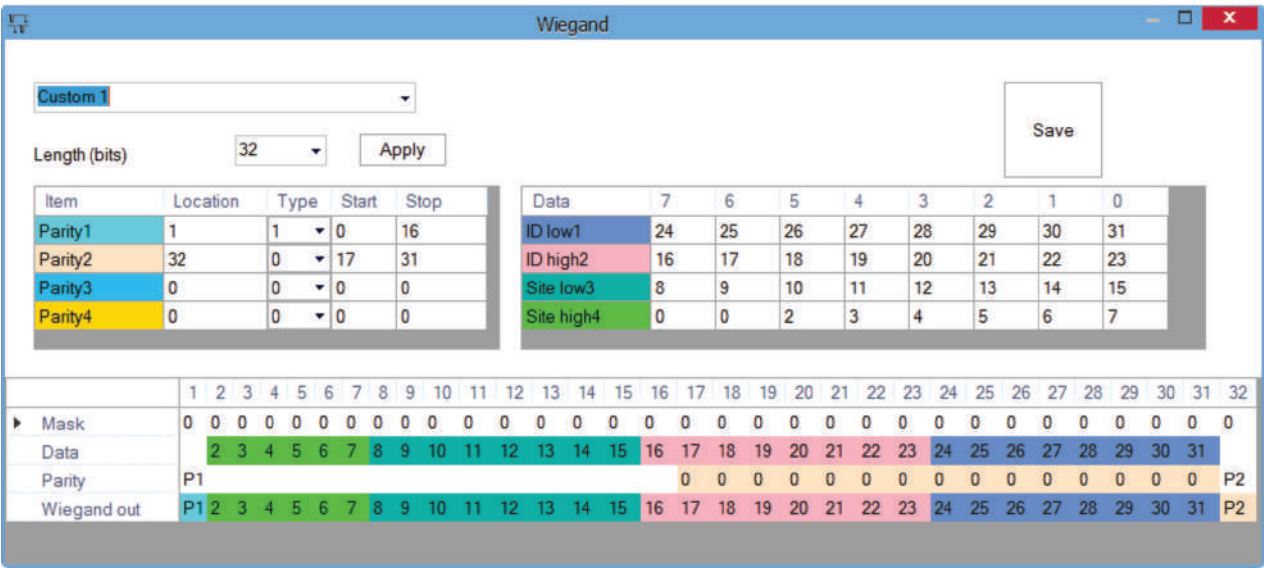 Wiegand
Custom 1
Save
Length (bits) 32 Apply
Item Location Type Start Stop
Parity1 1 1 0 16
Parity2 32 0 17 31
Parity3 0 0 0 0
Parity4 0 0 0 0
Data 7 6 5 4 3 2 1 0
ID low1 24 25 26 27 28 29 30 31
ID high2 16 17 18 19 20 21 22 23
Site low3 8 9 10 11 12 13 14 15
Site high4 0 0 2 3 4 5 6 7
1 2 3 4 5 6 7 8 9 10 11 12 13 14 15 16 17 18 19 20 21 22 23 24 25 26 27 28 29 30 31 32
Mask 0 0 0 0 0 0 0 0 0 0 0 0 0 0 0 0 0 0 0 0 0 0 0 0 0 0 0 0 0 0 0 0
Data 2 3 4 5 6 7 8 9 10 11 12 13 14 15 16 17 18 19 20 21 22 23 24 25 26 27 28 29 30 31
Parity P1 0 0 0 0 0 0 0 0 0 0 0 0 0 0 0 P2
Wiegand out P1 2 3 4 5 6 7 8 9 10 11 12 13 14 15 16 17 18 19 20 21 22 23 24 25 26 27 28 29 30 31 P2